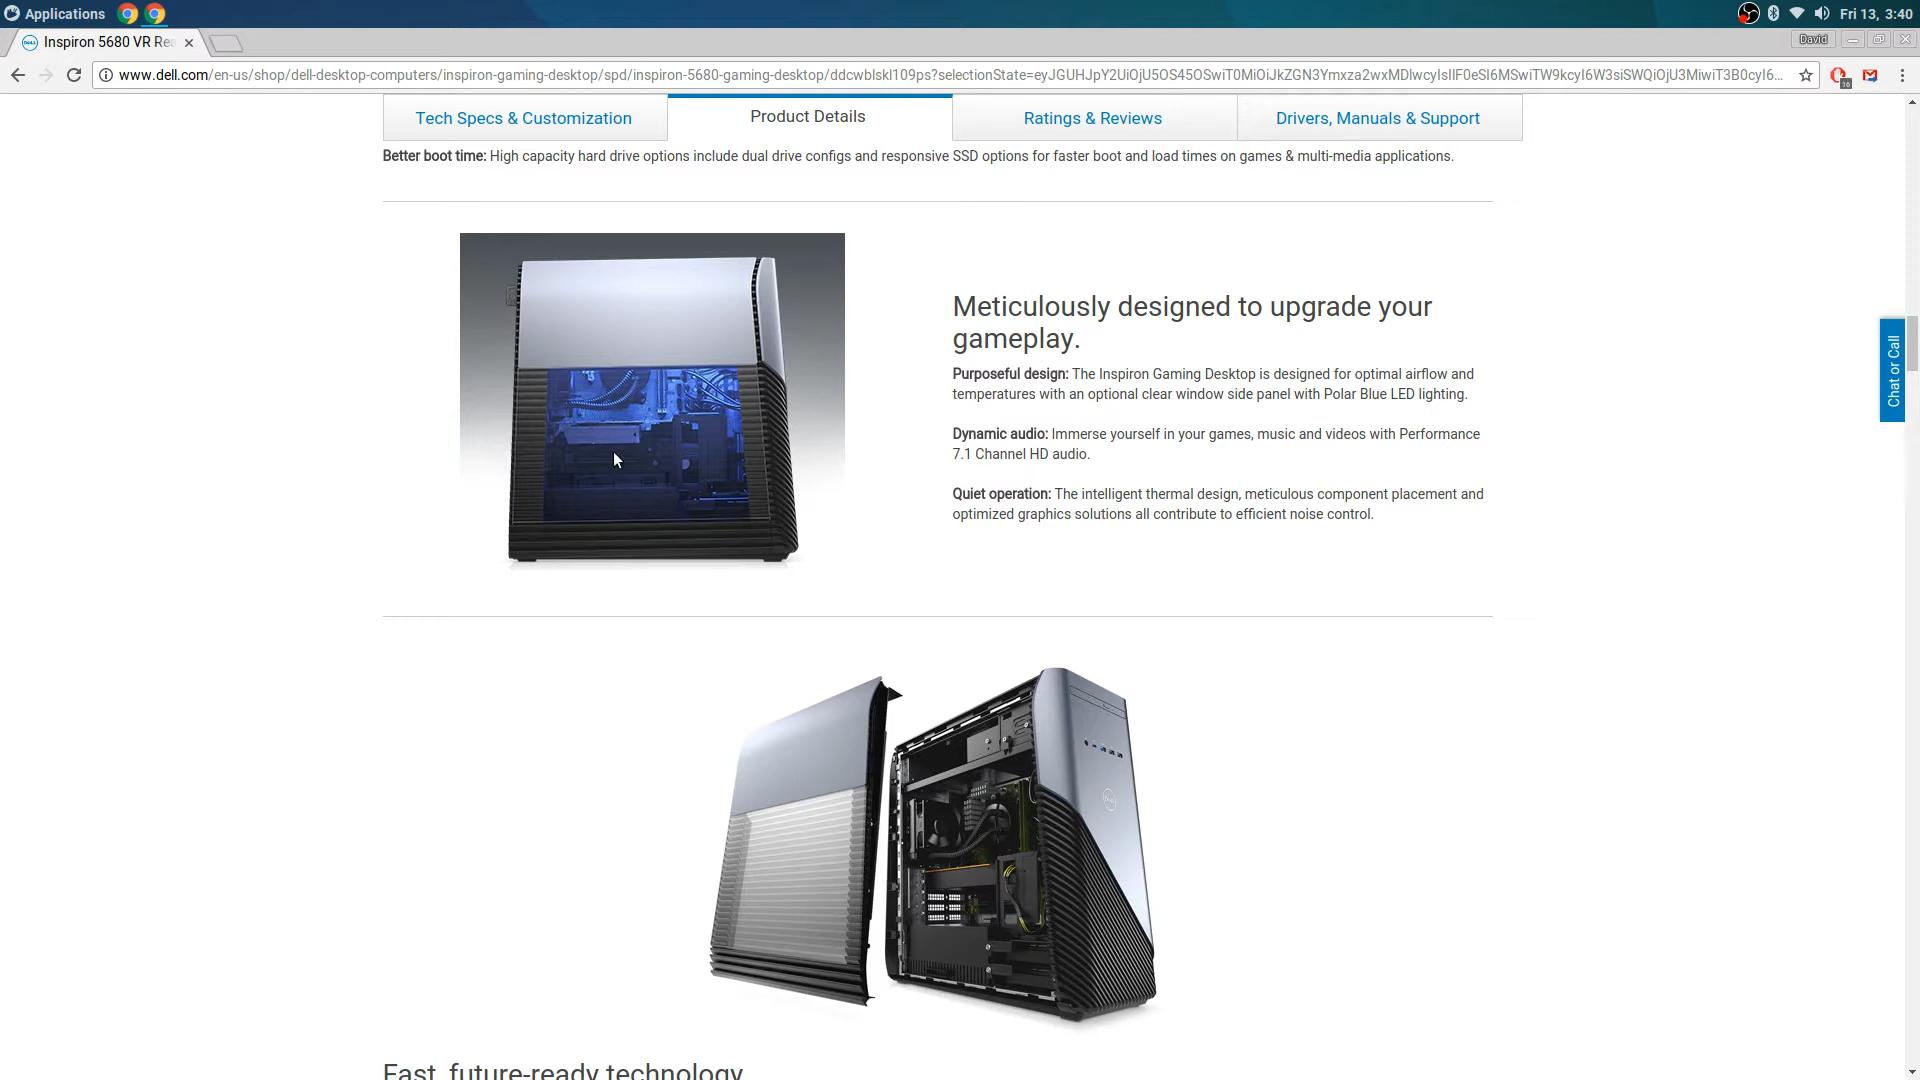 Applications
Fri 13, 3:40
Inspiron 5680 VR Rea
David
www.dell.com/en-us/shop/dell-desktop-computers/inspiron-gaming-desktop/spd/inspiron-5680-gaming-desktop/ddcwblskl109ps?selectionState=eyJGUHJpY2UiOjU5OS45OSwiT0MiOiJkZGN3Ymxza2wxMDlwcyIsIlF0eSI6MSwiTW9kcyI6W3siSWQiOjU3MiwiT3B0cyI6...
Tech Specs & Customization
Product Details
Ratings & Reviews
Drivers, Manuals & Support
Better boot time: High capacity hard drive options include dual drive configs and responsive SSD options for faster boot and load times on games & multi-media applications.
Meticulously designed to upgrade your
gameplay.
Purposeful design: The Inspiron Gaming Desktop is designed for optimal airflow and
temperatures with an optional clear window side panel with Polar Blue LED lighting.
Dynamic audio: Immerse yourself in your games, music and videos with Performance
7.1 Channel HD audio.
Quiet operation: The intelligent thermal design, meticulous component placement and
optimized graphics solutions all contribute to efficient noise control.
Chat or Call
Fast, future-ready technology